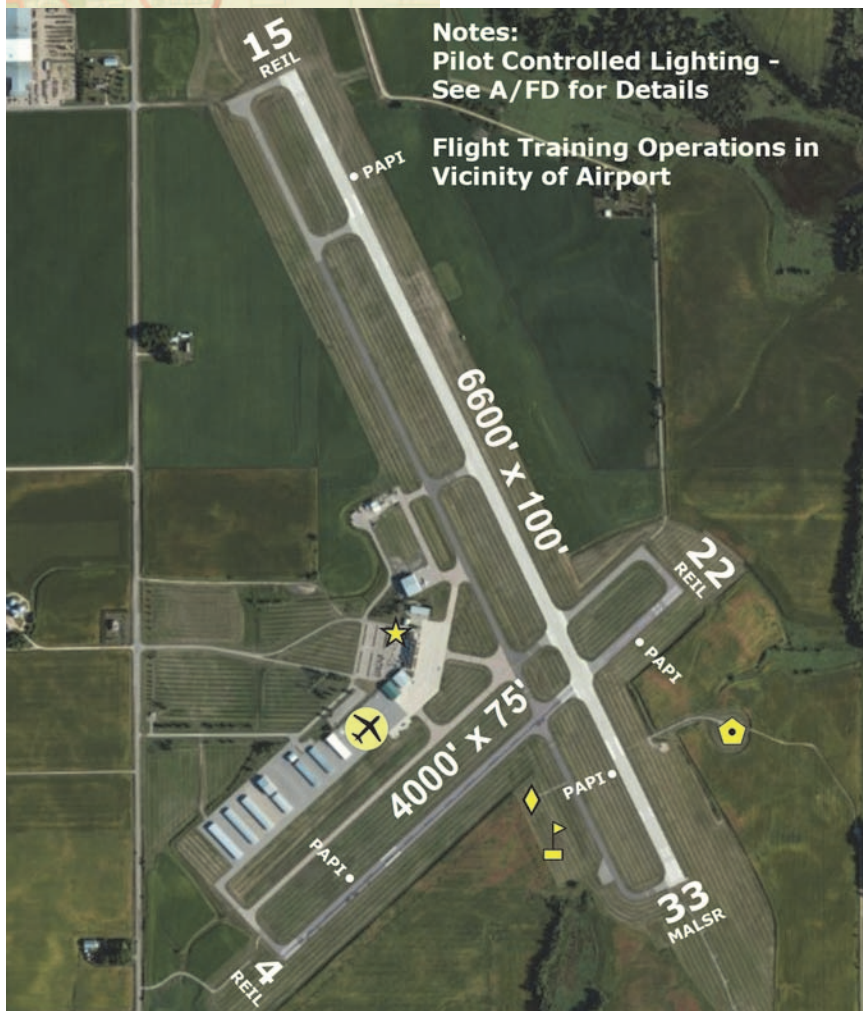 Notes:
Pilot Controlled Lighting -
See A/FD for Details
Flight Training Operations in
Vicinity of Airport
15
REIL
PAPI
6600' x 100'
22
REIL
PAPI
4000' x 75'
PAPI
PAPI
33
MALSR
4
REIL